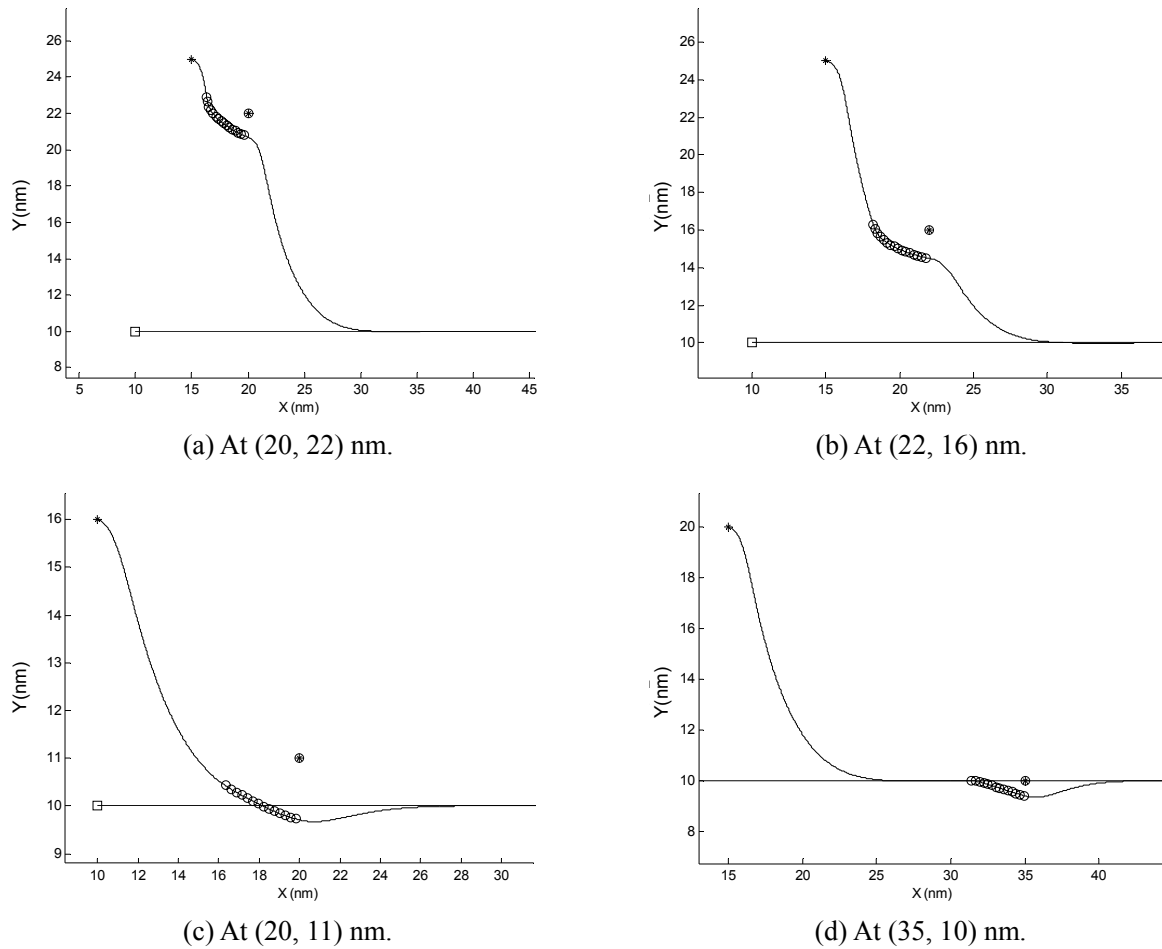 26
24
22
20
18
16
14
12
10
8
Y(nm)
5 10 15 20 25 30 35 40 45
X (nm)
(a) At (20, 22) nm.
26
24
22
20
18
16
14
12
10
Y(nm)
10 15 20 25 30 35
X (nm)
(b) At (22, 16) nm.
16
15
14
13
12
11
10
9
Y(nm)
10 12 14 16 18 20 22 24 26 28 30
X (nm)
(c) At (20, 11) nm.
20
18
16
14
12
10
8
Y(nm)
15 20 25 30 35 40
X (nm)
(d) At (35, 10) nm.